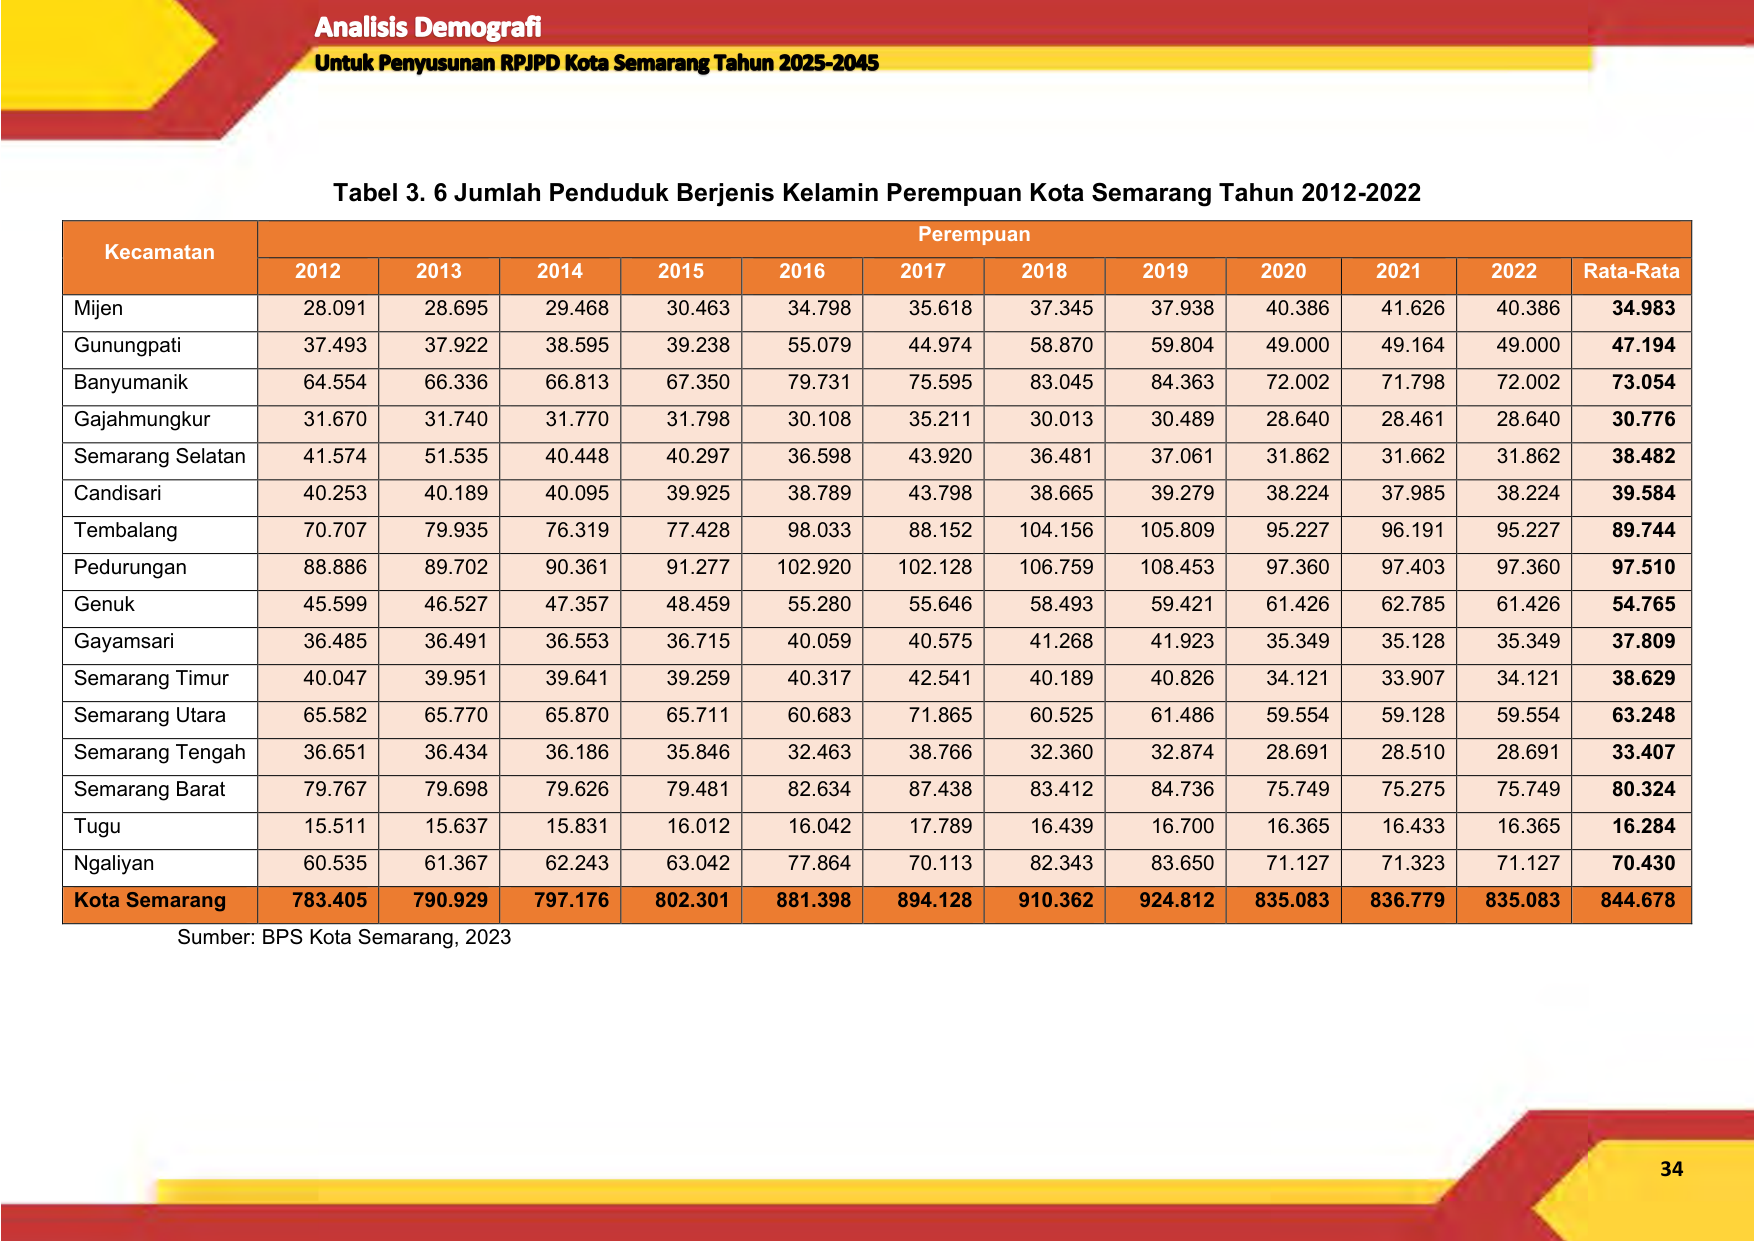 Analisis Demografi
Untuk Penyusunan RPJPD Kota Semarang Tahun 2025-2045
Tabel 3. 6 Jumlah Penduduk Berjenis Kelamin Perempuan Kota Semarang Tahun 2012-2022
Kecamatan Perempuan
2012 2013 2014 2015 2016 2017 2018 2019 2020 2021 2022 Rata-Rata
Mijen 28.091 28.695 29.468 30.463 34.798 35.618 37.345 37.938 40.386 41.626 40.386 34.983
Gunungpati 37.493 37.922 38.595 39.238 55.079 44.974 58.870 59.804 49.000 49.164 49.000 47.194
Banyumanik 64.554 66.336 66.813 67.350 79.731 75.595 83.045 84.363 72.002 71.798 72.002 73.054
Gajahmungkur 31.670 31.740 31.770 31.798 30.108 35.211 30.013 30.489 28.640 28.461 28.640 30.776
Semarang Selatan 41.574 51.535 40.448 40.297 36.598 43.920 36.481 37.061 31.862 31.662 31.862 38.482
Candisari 40.253 40.189 40.095 39.925 38.789 43.798 38.665 39.279 38.224 37.985 38.224 39.584
Tembalang 70.707 79.935 76.319 77.428 98.033 88.152 104.156 105.809 95.227 96.191 95.227 89.744
Pedurungan 88.886 89.702 90.361 91.277 102.920 102.128 106.759 108.453 97.360 97.403 97.360 97.510
Genuk 45.599 46.527 47.357 48.459 55.280 55.646 58.493 59.421 61.426 62.785 61.426 54.765
Gayamsari 36.485 36.491 36.553 36.715 40.059 40.575 41.268 41.923 35.349 35.128 35.349 37.809
Semarang Timur 40.047 39.951 39.641 39.259 40.317 42.541 40.189 40.826 34.121 33.907 34.121 38.629
Semarang Utara 65.582 65.770 65.870 65.711 60.683 71.865 60.525 61.486 59.554 59.128 59.554 63.248
Semarang Tengah 36.651 36.434 36.186 35.846 32.463 38.766 32.360 32.874 28.691 28.510 28.691 33.407
Semarang Barat 79.767 79.698 79.626 79.481 82.634 87.438 83.412 84.736 75.749 75.275 75.749 80.324
Tugu 15.511 15.637 15.831 16.012 16.042 17.789 16.439 16.700 16.365 16.433 16.365 16.284
Ngaliyan 60.535 61.367 62.243 63.042 77.864 70.113 82.343 83.650 71.127 71.323 71.127 70.430
Kota Semarang 783.405 790.929 797.176 802.301 881.398 894.128 910.362 924.812 835.083 836.779 835.083 844.678
Sumber: BPS Kota Semarang, 2023
34